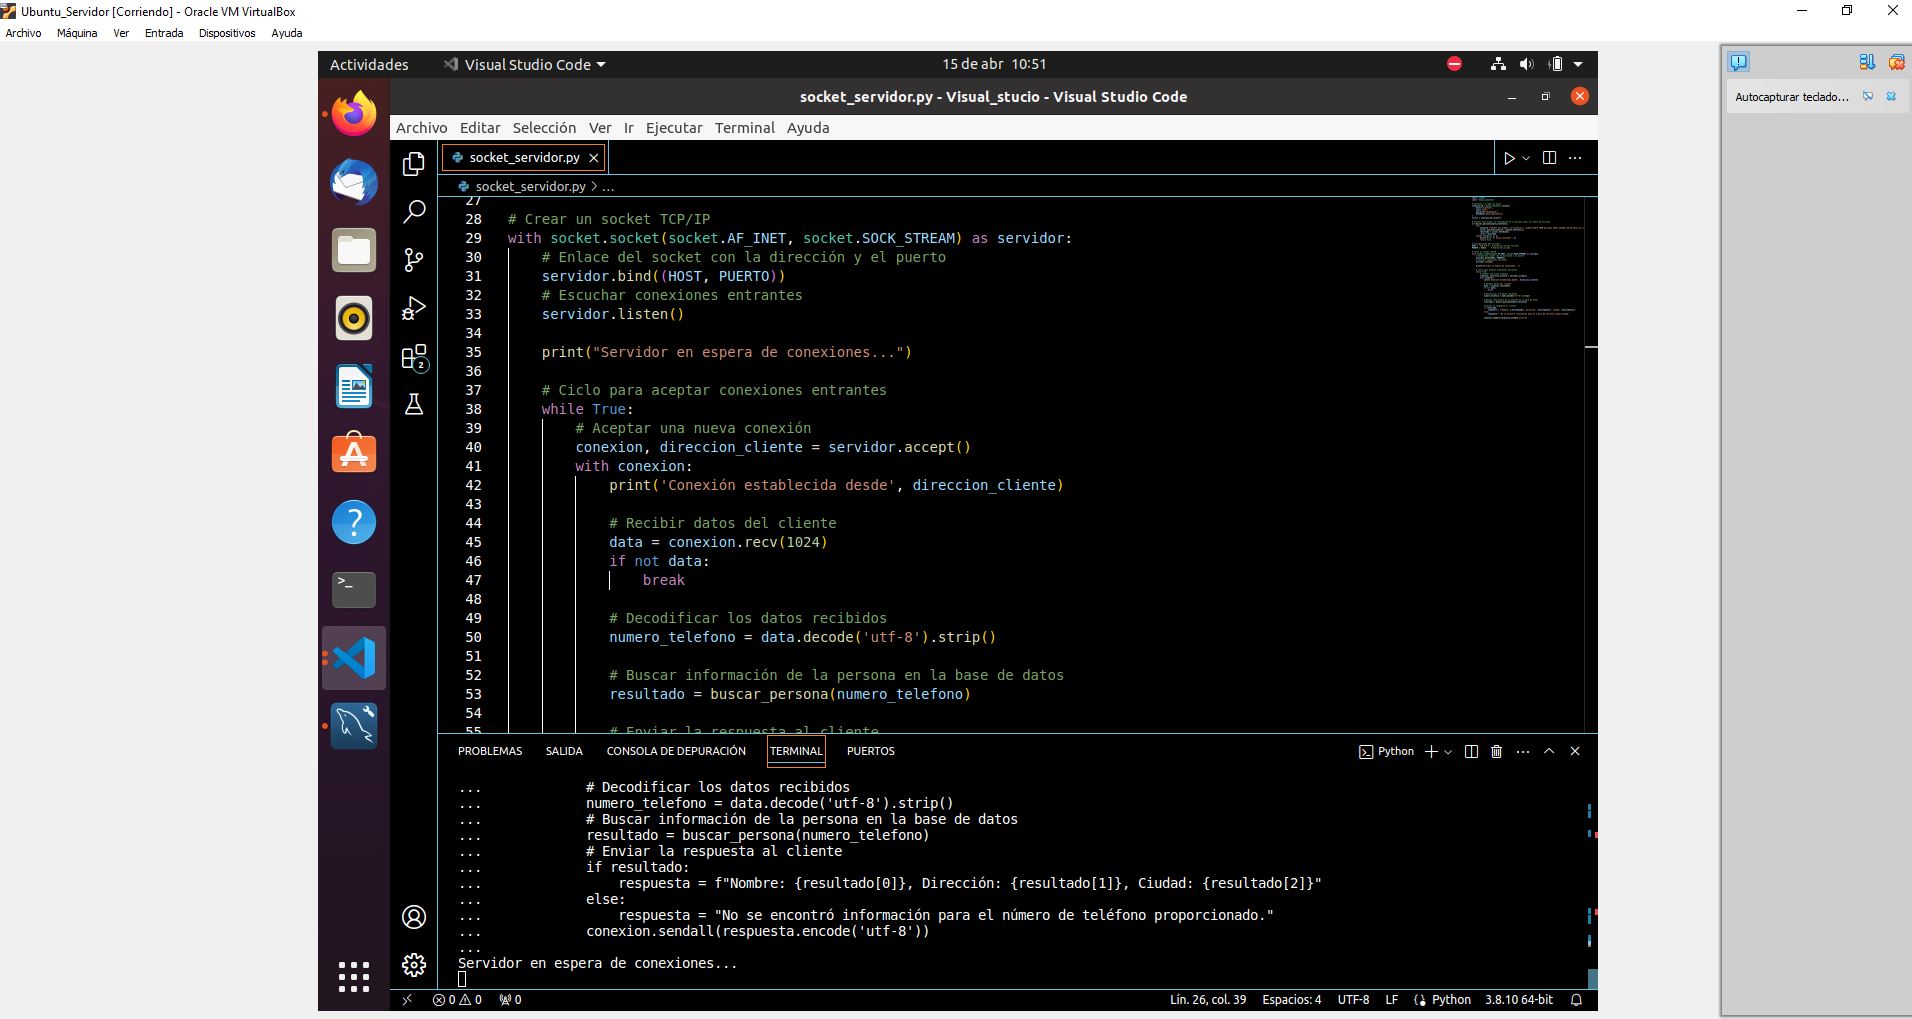 Ubuntu_Servidor [Corriendo] - Oracle VM VirtualBox
Archivo Máquina Ver Entrada Dispositivos Ayuda
Actividades Visual Studio Code 15 de abr 10:51
Autocapturar teclado...
socket_servidor.py - Visual_stucio - Visual Studio Code
Archivo Editar Selección Ver Ir Ejecutar Terminal Ayuda
socket_servidor.py
socket_servidor.py > ...
27
28 # Crear un socket TCP/IP
29 with socket.socket(socket.AF_INET, socket.SOCK_STREAM) as servidor:
30 # Enlace del socket con la dirección y el puerto
31 servidor.bind((HOST, PUERTO))
32 # Escuchar conexiones entrantes
33 servidor.listen()
34
35 print("Servidor en espera de conexiones...")
36
37 # Ciclo para aceptar conexiones entrantes
38 while True:
39 # Aceptar una nueva conexión
40 conexion, direccion_cliente = servidor.accept()
41 with conexion:
42 print('Conexión establecida desde', direccion_cliente)
43
44 # Recibir datos del cliente
45 data = conexion.recv(1024)
46 if not data:
47 break
48
49 # Decodificar los datos recibidos
50 numero_telefono = data.decode('utf-8').strip()
51
52 # Buscar información de la persona en la base de datos
53 resultado = buscar_persona(numero_telefono)
54
55 # Enviar la respuesta al cliente
2
PROBLEMAS SALIDA CONSOLA DE DEPURACIÓN TERMINAL PUERTOS Python
... # Decodificar los datos recibidos
... numero_telefono = data.decode('utf-8').strip()
... # Buscar información de la persona en la base de datos
... resultado = buscar_persona(numero_telefono)
... # Enviar la respuesta al cliente
... if resultado:
... respuesta = f"Nombre: {resultado[0]}, Dirección: {resultado[1]}, Ciudad: {resultado[2]}"
... else:
... respuesta = "No se encontró información para el número de teléfono proporcionado."
... conexion.sendall(respuesta.encode('utf-8'))
...
Servidor en espera de conexiones...
0 0 0 Lín. 26, col. 39 Espacios: 4 UTF-8 LF Python 3.8.10 64-bit